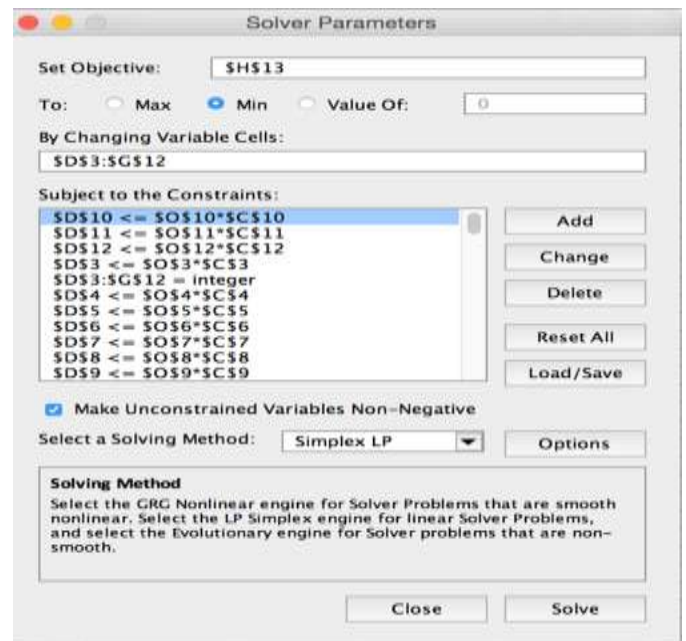 Solver Parameters
Set Objective: $H$13
To: Max Min Value Of: 0
By Changing Variable Cells:
$D$3:$G$12
Subject to the Constraints:
$D$10 <= $O$10*$C$10
$D$11 <= $O$11*$C$11
$D$12 <= $O$12*$C$12
$D$3 <= $O$3*$C$3
$D$3:$G$12 = integer
$D$4 <= $O$4*$C$4
$D$5 <= $O$5*$C$5
$D$6 <= $O$6*$C$6
$D$7 <= $O$7*$C$7
$D$8 <= $O$8*$C$8
$D$9 <= $O$9*$C$9
Add
Change
Delete
Reset All
Load/Save
Make Unconstrained Variables Non-Negative
Select a Solving Method: Simplex LP Options
Solving Method
Select the GRG Nonlinear engine for Solver Problems that are smooth
nonlinear. Select the LP Simplex engine for linear Solver Problems,
and select the Evolutionary engine for Solver problems that are non-
smooth.
Close Solve